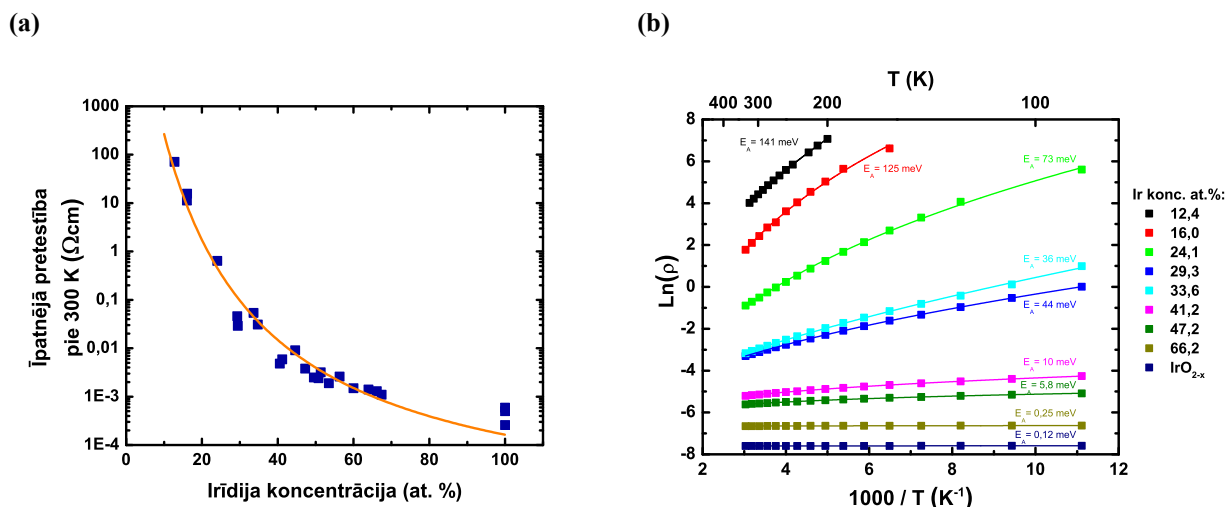 (a)
(b)
Īpatnējā pretestība
pie 300 K (Ωcm)
1000
100
10
1
0,1
0,01
1E-3
1E-4
0 20 40 60 80 100
Irīdija koncentrācija (at. %)
T (K)
400 300 200 100
Ln(ρ)
8
6
4
2
0
-2
-4
-6
-8
E_A = 141 meV
E_A = 125 meV
E_A = 73 meV
E_A = 36 meV
E_A = 44 meV
E_A = 10 meV
E_A = 5,8 meV
E_A = 0,25 meV
E_A = 0,12 meV
2 4 6 8 10 12
1000 / T (K⁻¹)
Ir konc. at.%:
12,4
16,0
24,1
29,3
33,6
41,2
47,2
66,2
IrO₂₋ₓ